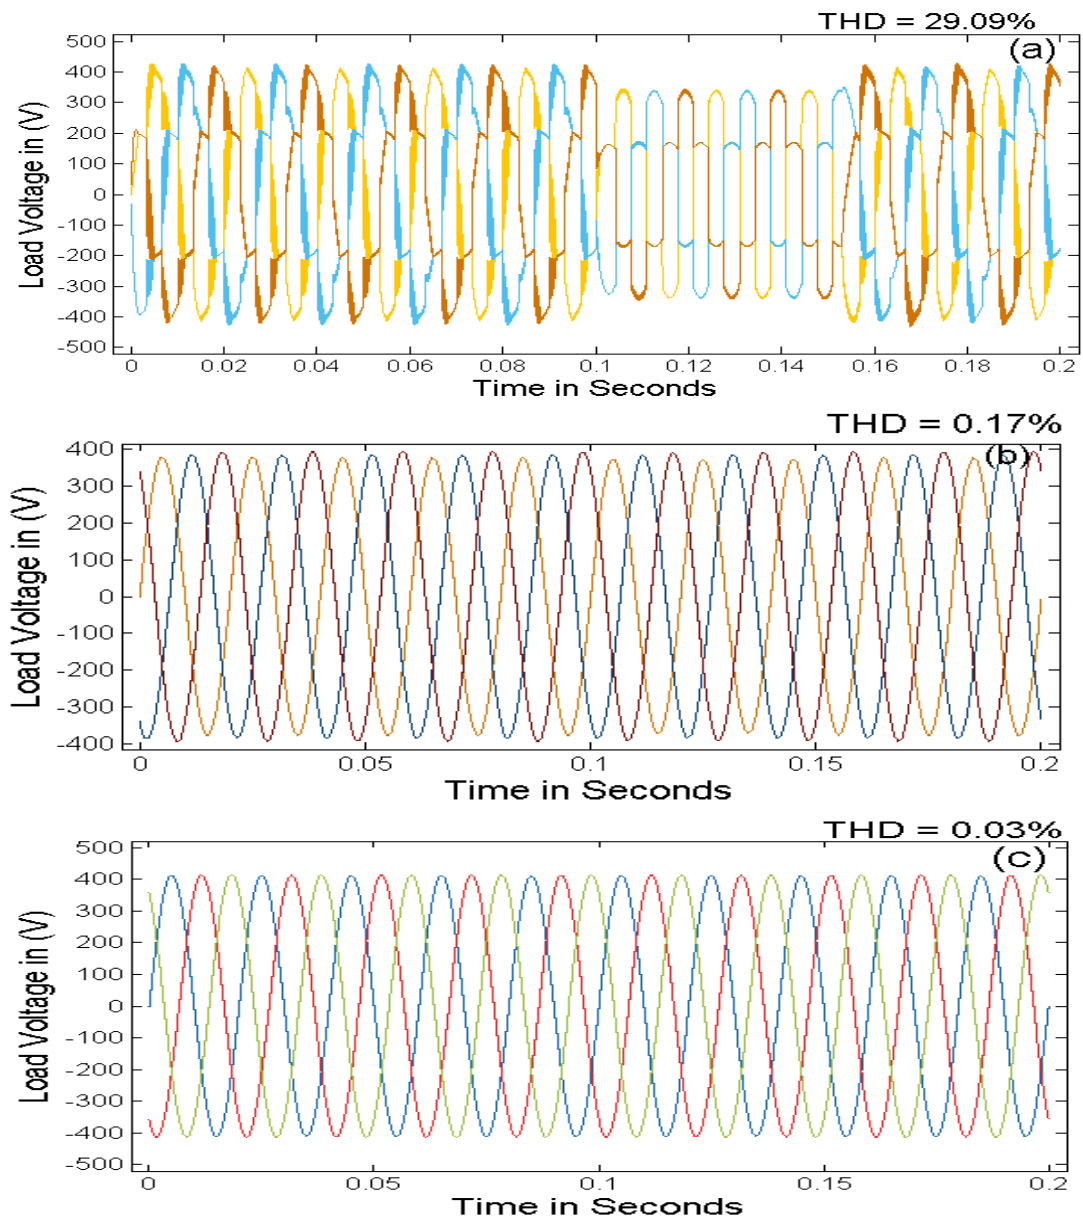 THD = 29.09%
(a)
Load Voltage in (V)
500
400
300
200
100
0
-100
-200
-300
-400
-500
0 0.02 0.04 0.06 0.08 0.1 0.12 0.14 0.16 0.18 0.2
Time in Seconds
THD = 0.17%
(b)
Load Voltage in (V)
400
300
200
100
0
-100
-200
-300
-400
0 0.05 0.1 0.15 0.2
Time in Seconds
THD = 0.03%
(c)
Load Voltage in (V)
500
400
300
200
100
0
-100
-200
-300
-400
-500
0 0.05 0.1 0.15 0.2
Time in Seconds